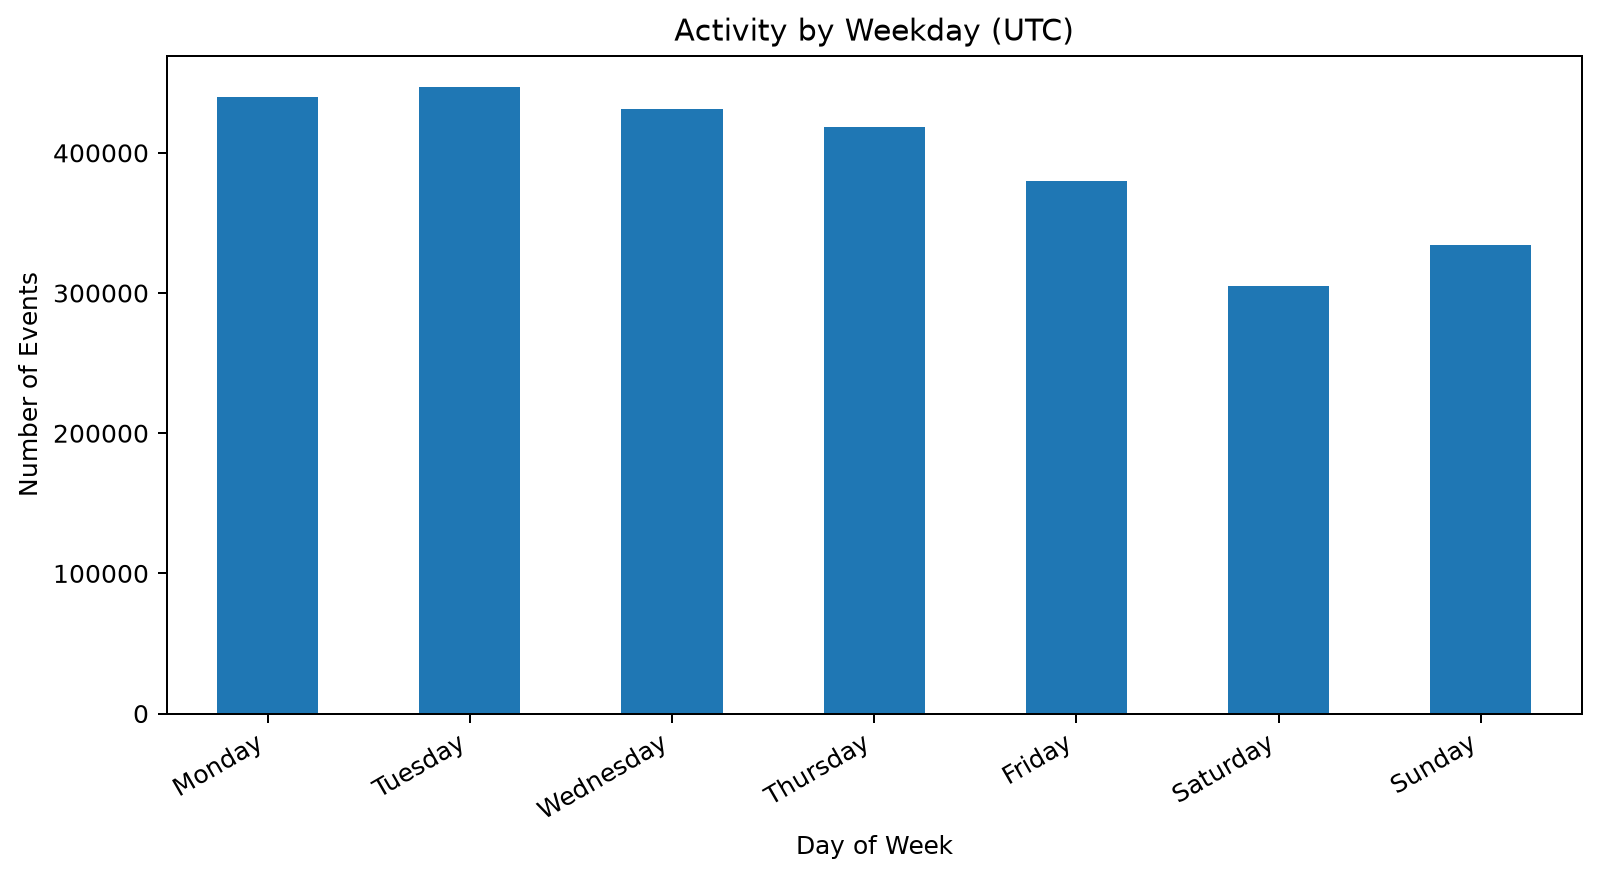 Activity by Weekday (UTC)
Number of Events
400000
300000
200000
100000
0
Monday
Tuesday
Wednesday
Thursday
Friday
Saturday
Sunday
Day of Week